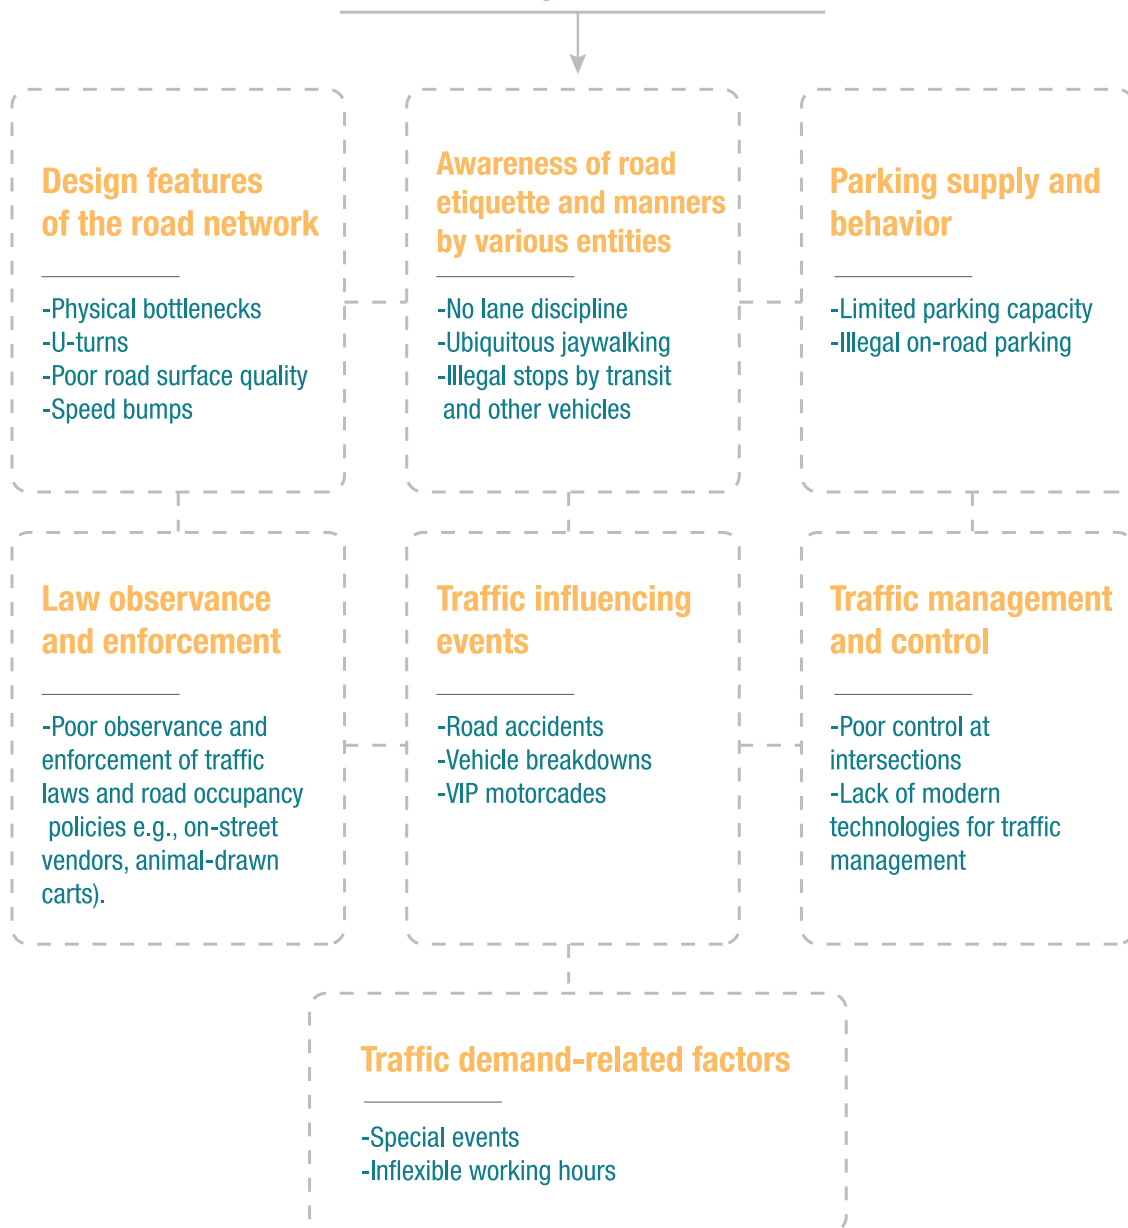 Design features
of the road network
-Physical bottlenecks
-U-turns
-Poor road surface quality
-Speed bumps
Awareness of road
etiquette and manners
by various entities
-No lane discipline
-Ubiquitous jaywalking
-Illegal stops by transit
and other vehicles
Parking supply and
behavior
-Limited parking capacity
-Illegal on-road parking
Law observance
and enforcement
-Poor observance and
enforcement of traffic
laws and road occupancy
policies e.g., on-street
vendors, animal-drawn
carts).
Traffic influencing
events
-Road accidents
-Vehicle breakdowns
-VIP motorcades
Traffic management
and control
-Poor control at
intersections
-Lack of modern
technologies for traffic
management
Traffic demand-related factors
-Special events
-Inflexible working hours